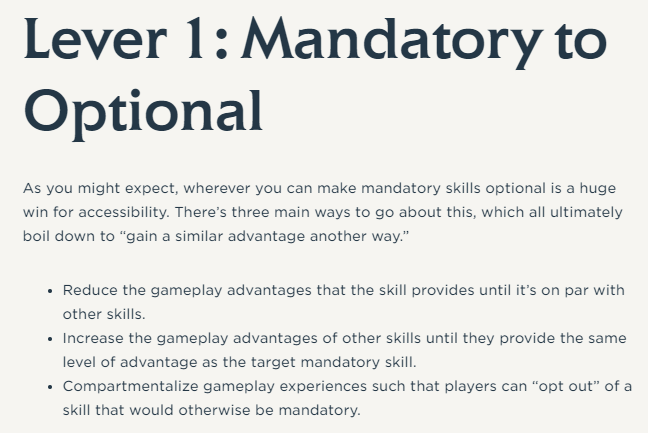 Lever 1: Mandatory to
Optional
As you might expect, wherever you can make mandatory skills optional is a huge
win for accessibility. There’s three main ways to go about this, which all ultimately
boil down to “gain a similar advantage another way.”
• Reduce the gameplay advantages that the skill provides until it’s on par with
other skills.
• Increase the gameplay advantages of other skills until they provide the same
level of advantage as the target mandatory skill.
• Compartmentalize gameplay experiences such that players can “opt out” of a
skill that would otherwise be mandatory.